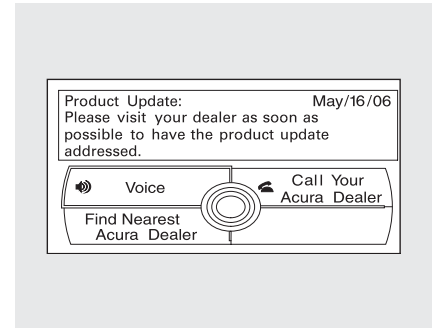 Product Update: May/16/06
Please visit your dealer as soon as
possible to have the product update
addressed.
Voice
Call Your
Acura Dealer
Find Nearest
Acura Dealer